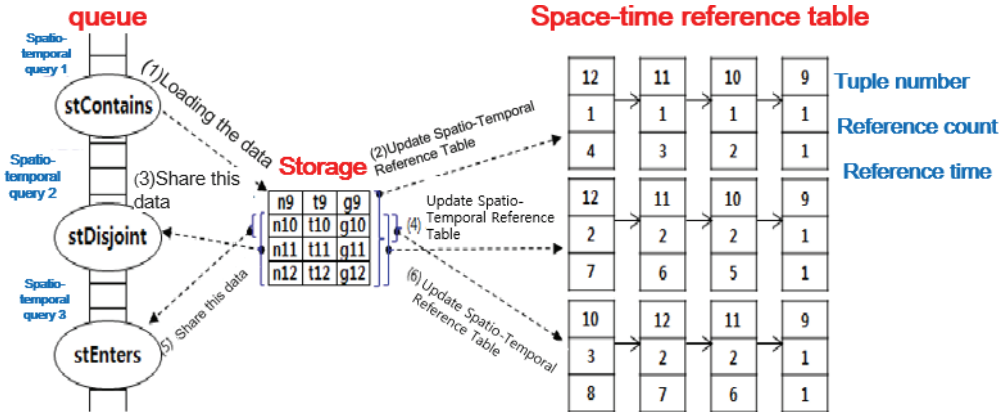 queue
Space-time reference table
Spatio-
temporal
query 1
stContains
(1)Loading the data
Storage
(2)Update Spatio-Temporal
Reference Table
12 11 10 9
1 1 1 1
4 3 2 1
Tuple number
Reference count
Reference time
Spatio-
temporal
query 2
(3)Share this
data
stDisjoint
n9 t9 g9
n10 t10 g10
n11 t11 g11
n12 t12 g12
Update Spatio-
Temporal Reference
(4) Table
12 11 10 9
2 2 2 1
7 6 5 1
Spatio-
temporal
query 3
stEnters
(5) Share this data
(6) Update Spatio-Temporal
Reference Table
10 12 11 9
3 2 2 1
8 7 6 1